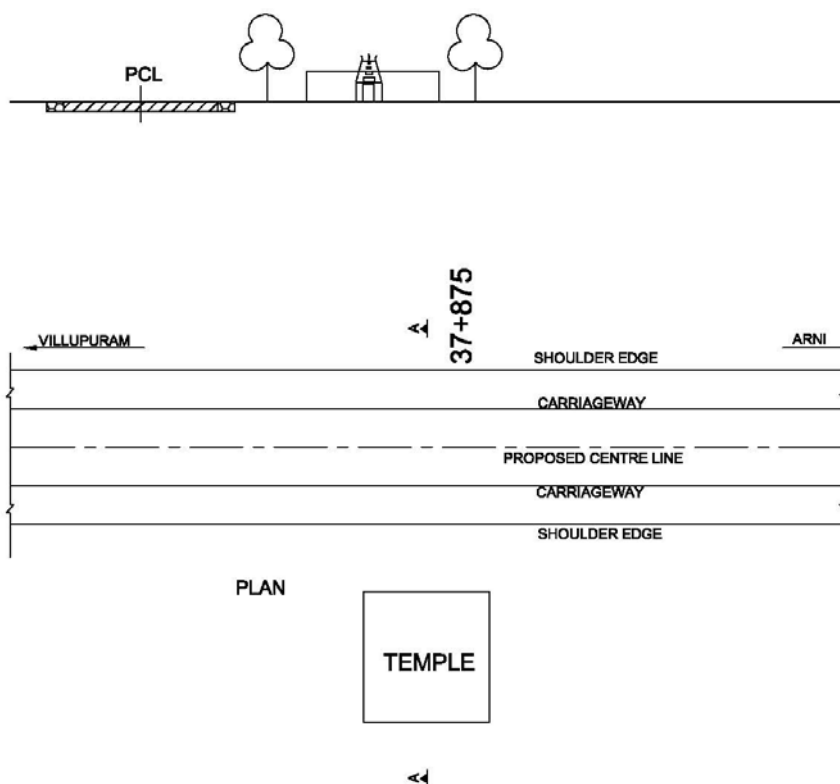 PCL
A
37+875
VILLUPURAM
ARNI
SHOULDER EDGE
CARRIAGEWAY
PROPOSED CENTRE LINE
CARRIAGEWAY
SHOULDER EDGE
PLAN
TEMPLE
A